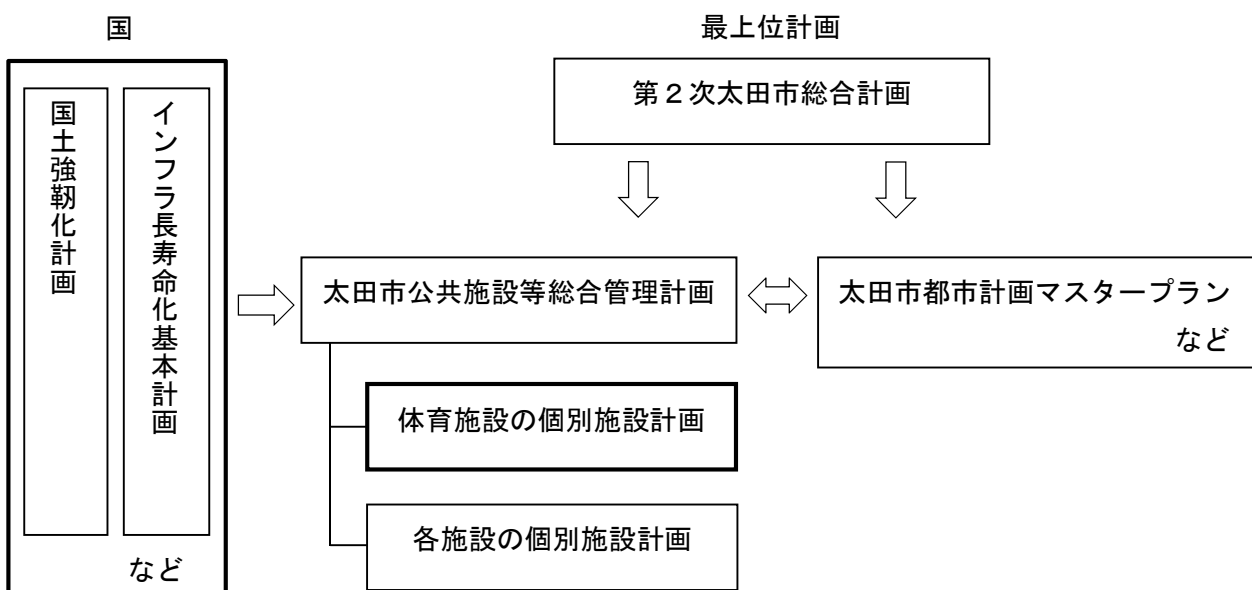 国
国土強靭化計画
インフラ長寿命化基本計画
など
最上位計画
第２次太田市総合計画
太田市公共施設等総合管理計画
太田市都市計画マスタープラン
など
体育施設の個別施設計画
各施設の個別施設計画